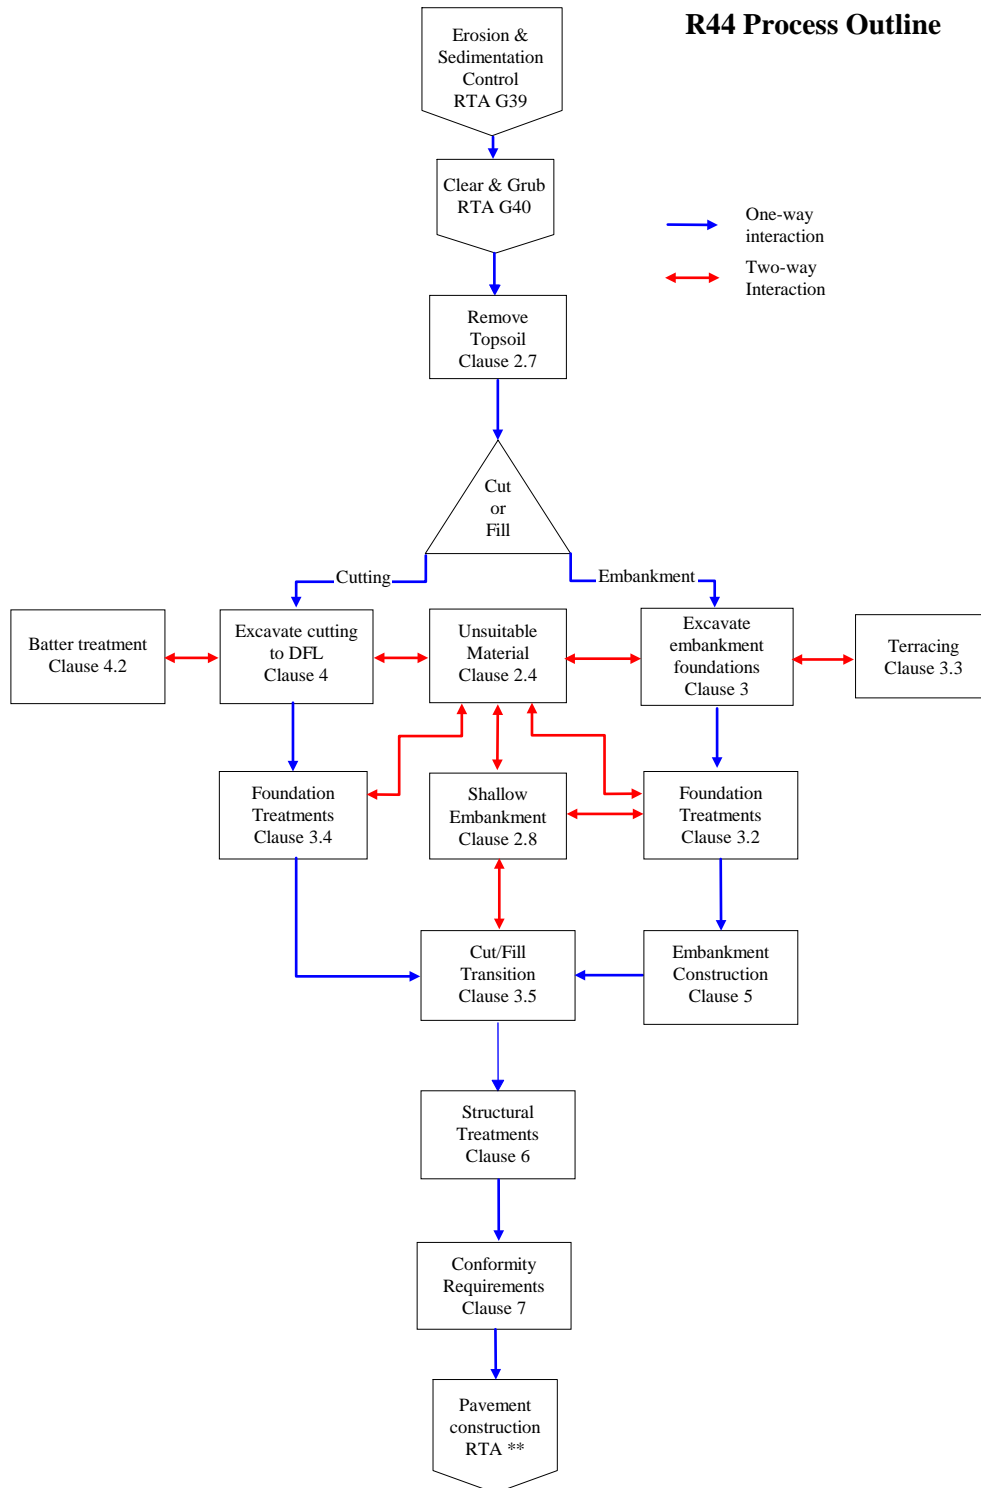 R44 Process Outline
Erosion &
Sedimentation
Control
RTA G39
Clear & Grub
RTA G40
One-way
interaction
Two-way
Interaction
Remove
Topsoil
Clause 2.7
Cut
or
Fill
Cutting
Embankment
Batter treatment
Clause 4.2
Excavate cutting
to DFL
Clause 4
Unsuitable
Material
Clause 2.4
Excavate
embankment
foundations
Clause 3
Terracing
Clause 3.3
Foundation
Treatments
Clause 3.4
Shallow
Embankment
Clause 2.8
Foundation
Treatments
Clause 3.2
Cut/Fill
Transition
Clause 3.5
Embankment
Construction
Clause 5
Structural
Treatments
Clause 6
Conformity
Requirements
Clause 7
Pavement
construction
RTA **